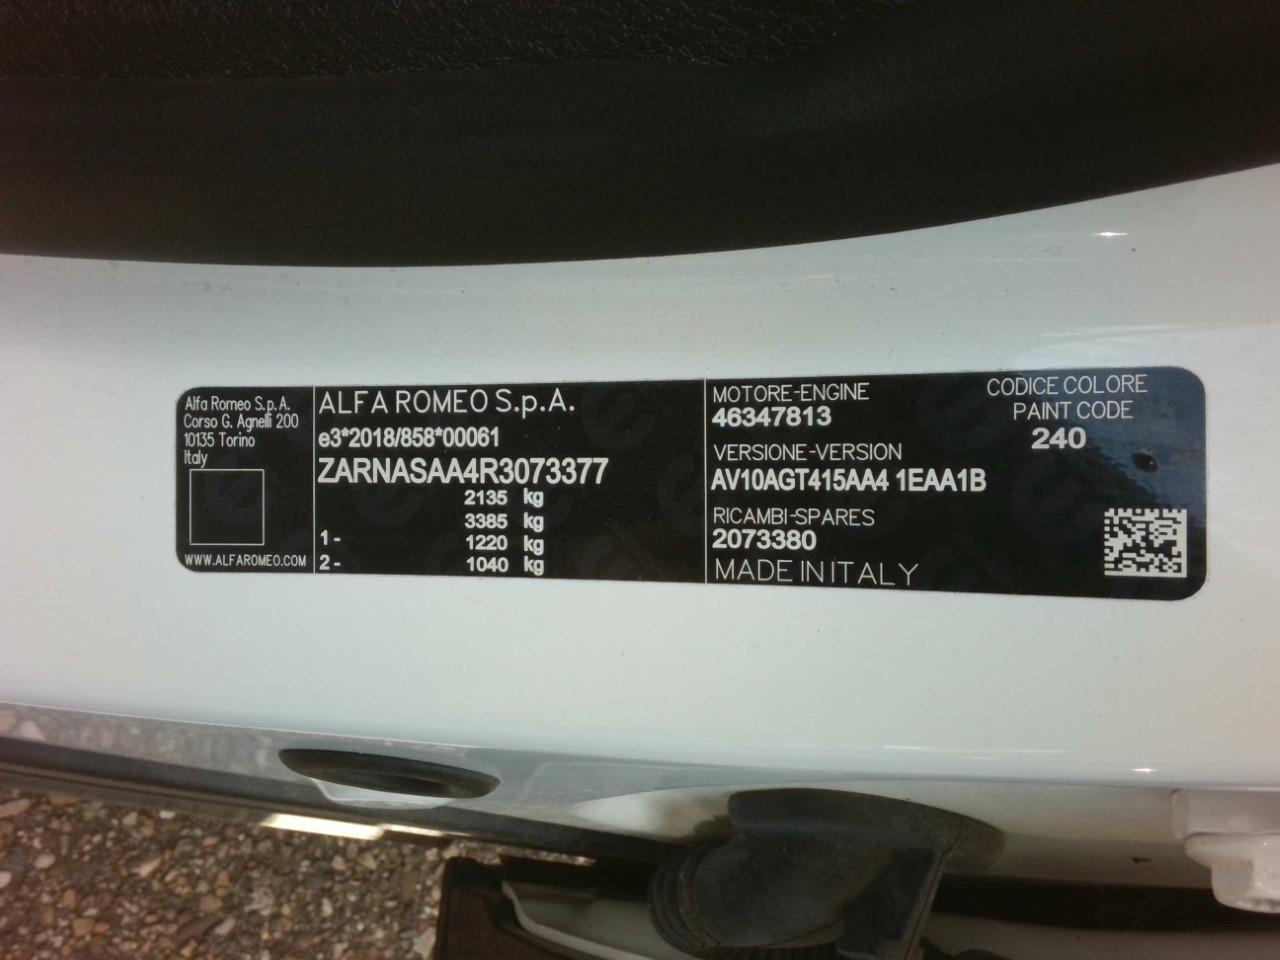 Alfa Romeo S.p.A.
Corso G. Agnelli 200
10135 Torino
Italy
WWW.ALFAROMEO.COM
ALFA ROMEO S.p.A.
e3*2018/858*00061
ZARNASAA4R3073377
2135 kg
3385 kg
1 - 1220 kg
2 - 1040 kg
MOTORE-ENGINE
46347813
VERSIONE-VERSION
AV10AGT415AA4 1EAA1B
RICAMBI-SPARES
2073380
MADE IN ITALY
CODICE COLORE
PAINT CODE
240